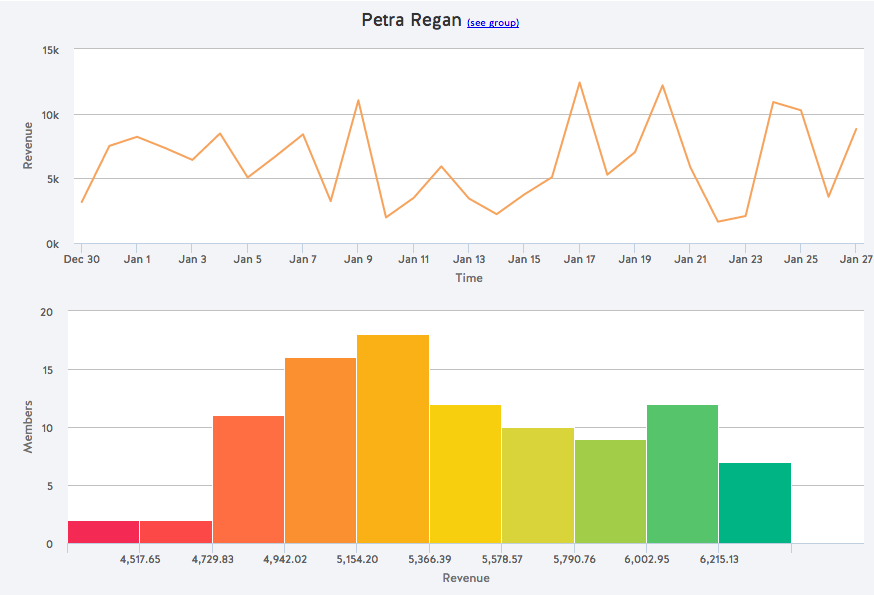 Petra Regan (see group)
15k
10k
5k
0k
Revenue
Dec 30 Jan 1 Jan 3 Jan 5 Jan 7 Jan 9 Jan 11 Jan 13 Jan 15 Jan 17 Jan 19 Jan 21 Jan 23 Jan 25 Jan 27
Time
20
15
10
5
0
Members
4,517.65 4,729.83 4,942.02 5,154.20 5,366.39 5,578.57 5,790.76 6,002.95 6,215.13
Revenue